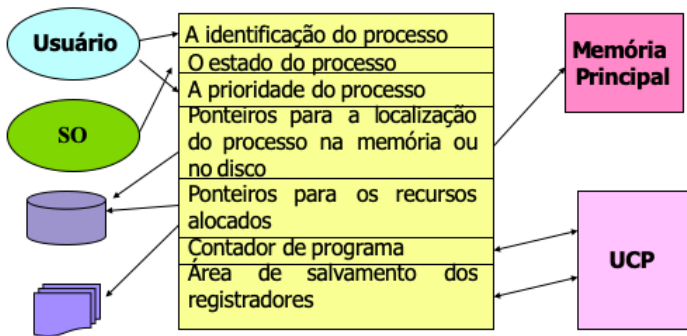 Usuário
SO
A identificação do processo
O estado do processo
A prioridade do processo
Ponteiros para a localização
do processo na memória ou
no disco
Ponteiros para os recursos
alocados
Contador de programa
Área de salvamento dos
registradores
Memória
Principal
UCP